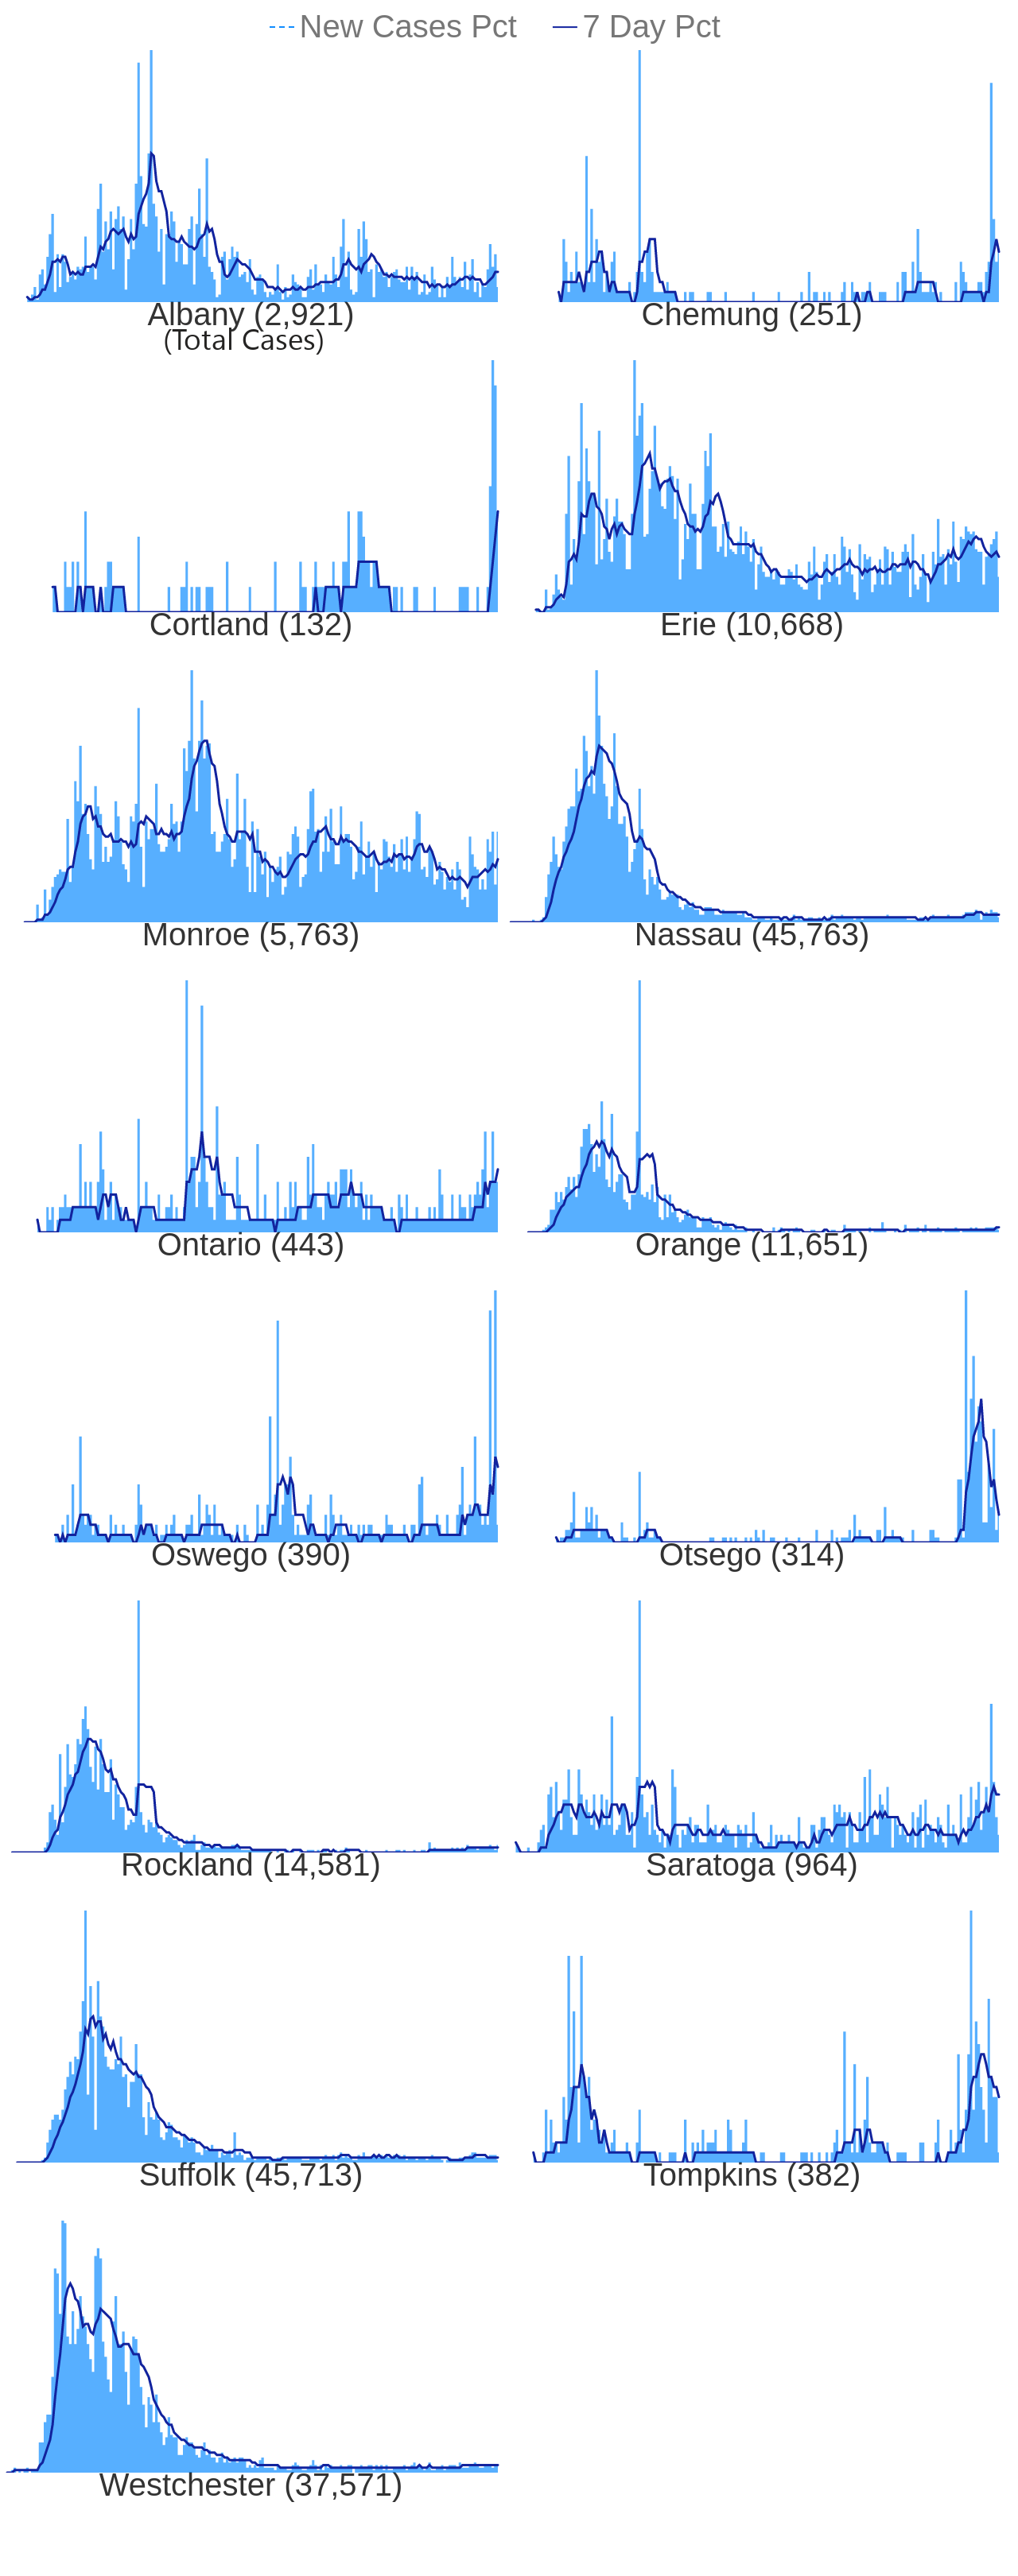 New Cases Pct 7 Day Pct
Albany (2,921) Chemung (251)
(Total Cases)
Cortland (132) Erie (10,668)
Monroe (5,763) Nassau (45,763)
Ontario (443) Orange (11,651)
Oswego (390) Otsego (314)
Rockland (14,581) Saratoga (964)
Suffolk (45,713) Tompkins (382)
Westchester (37,571)